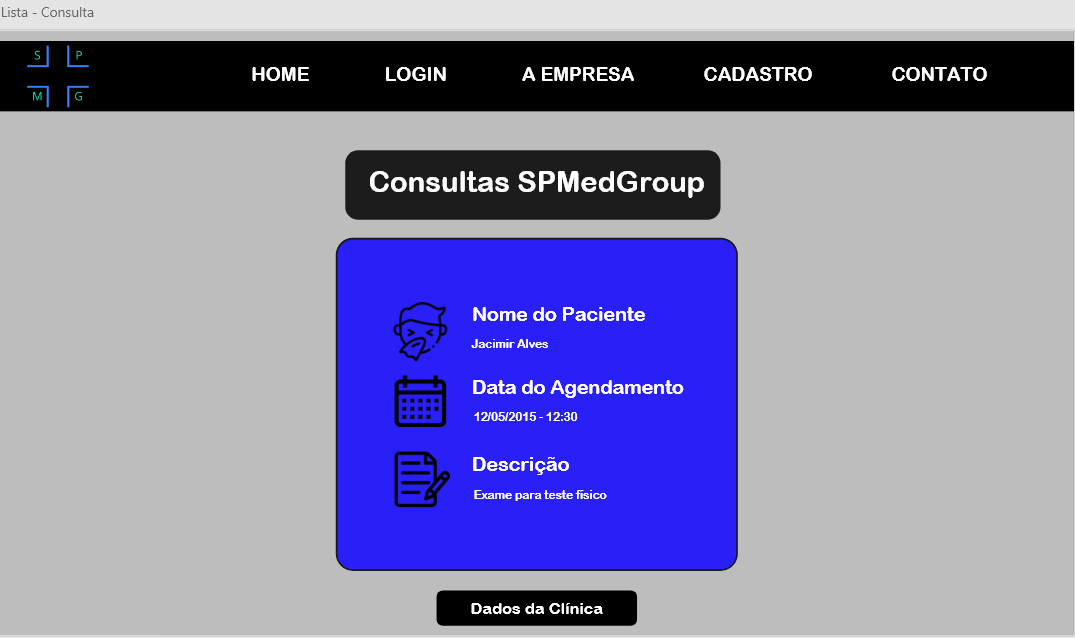 Lista - Consulta
S P
M G
HOME LOGIN A EMPRESA CADASTRO CONTATO
Consultas SPMedGroup
Nome do Paciente
Jacimir Alves
Data do Agendamento
12/05/2015 - 12:30
Descrição
Exame para teste físico
Dados da Clínica